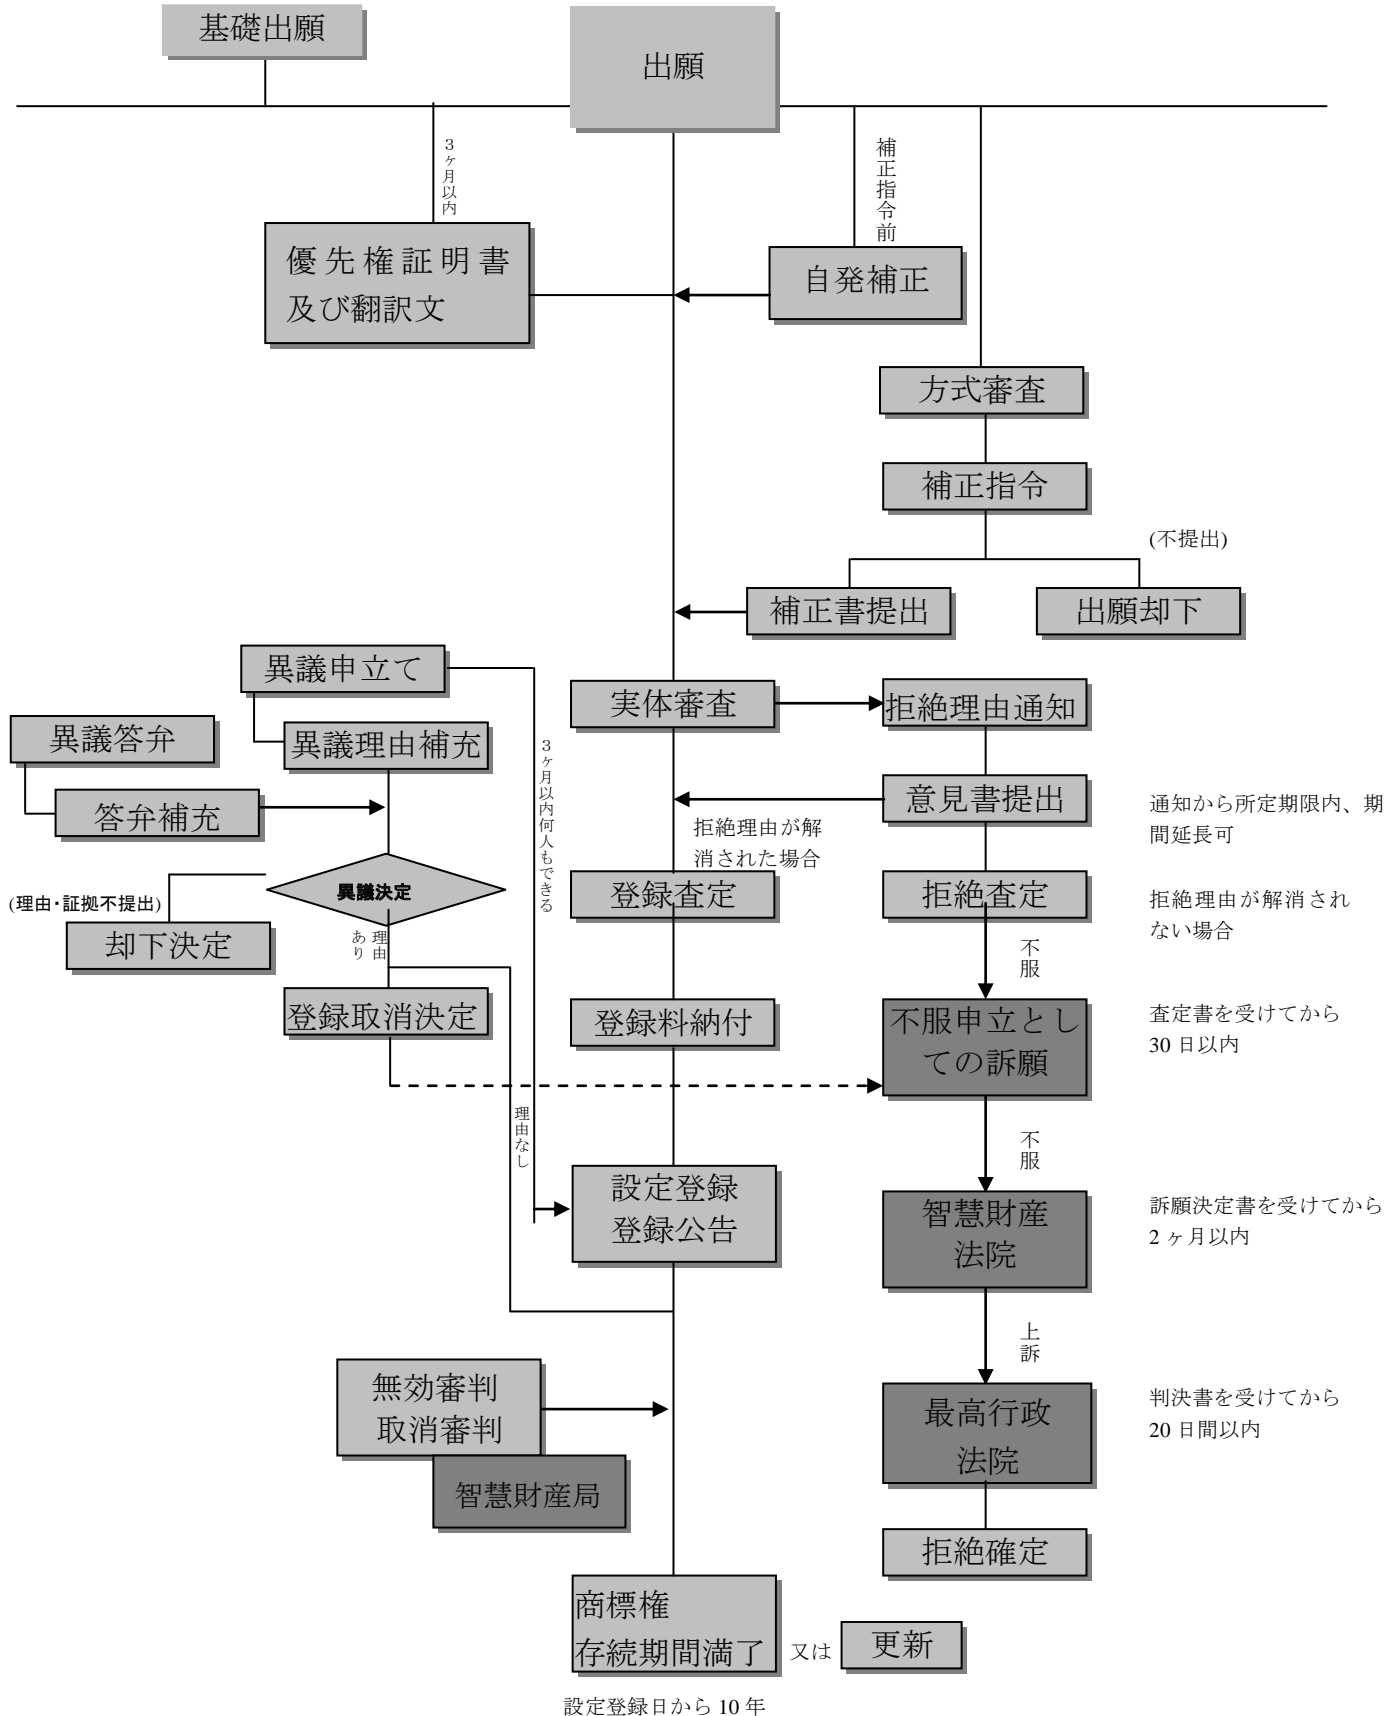 基礎出願
出願
3ヶ月以内
補正指令前
優先権証明書
及び翻訳文
自発補正
方式審査
補正指令
(不提出)
補正書提出
出願却下
異議申立て
実体審査
拒絶理由通知
異議答弁
異議理由補充
3ヶ月以内何人もできる
答弁補充
意見書提出
通知から所定期限内、期
間延長可
拒絶理由が解
消された場合
異議決定
登録査定
拒絶査定
拒絶理由が解消され
ない場合
(理由・証拠不提出)
却下決定
理由
あり
不服
登録取消決定
登録料納付
不服申立とし
ての訴願
査定書を受けてから
30 日以内
理由なし
不服
設定登録
登録公告
智慧財産
法院
訴願決定書を受けてから
2 ヶ月以内
上訴
無効審判
取消審判
智慧財産局
最高行政
法院
判決書を受けてから
20 日間以内
拒絶確定
商標権
存続期間満了
又は
更新
設定登録日から 10 年